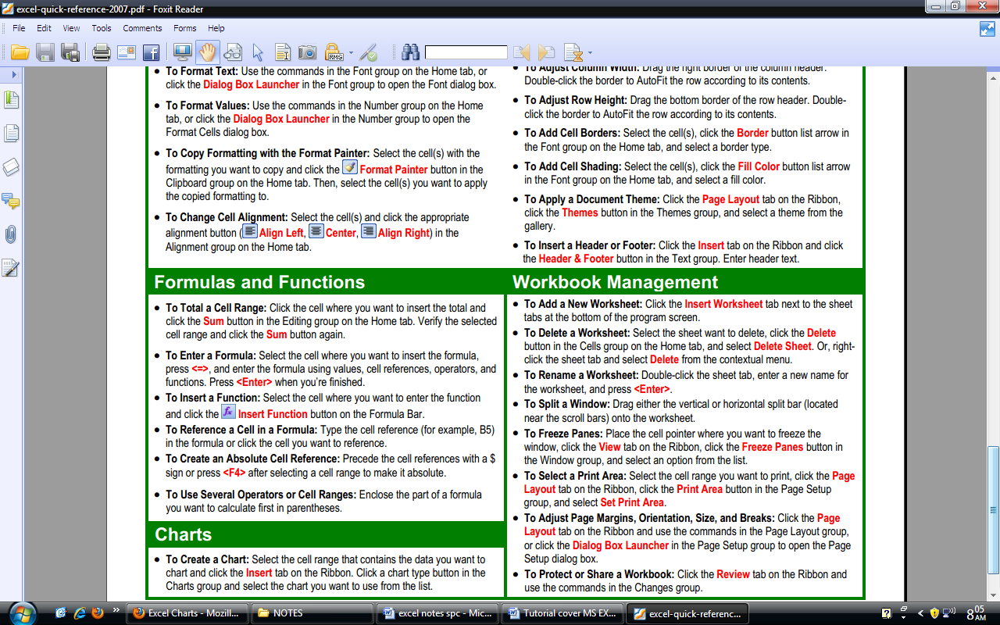 excel-quick-reference-2007.pdf - Foxit Reader
File Edit View Tools Comments Forms Help
RMS
• To Format Text: Use the commands in the Font group on the Home tab, or
click the Dialog Box Launcher in the Font group to open the Font dialog box.
• To Format Values: Use the commands in the Number group on the Home
tab, or click the Dialog Box Launcher in the Number group to open the
Format Cells dialog box.
• To Copy Formatting with the Format Painter: Select the cell(s) with the
formatting you want to copy and click the Format Painter button in the
Clipboard group on the Home tab. Then, select the cell(s) you want to apply
the copied formatting to.
• To Change Cell Alignment: Select the cell(s) and click the appropriate
alignment button ( Align Left, Center, Align Right) in the
Alignment group on the Home tab.
• To Adjust Column Width: Drag the right border of the column header.
Double-click the border to AutoFit the row according to its contents.
• To Adjust Row Height: Drag the bottom border of the row header. Double-
click the border to AutoFit the row according to its contents.
• To Add Cell Borders: Select the cell(s), click the Border button list arrow in
the Font group on the Home tab, and select a border type.
• To Add Cell Shading: Select the cell(s), click the Fill Color button list arrow
in the Font group on the Home tab, and select a fill color.
• To Apply a Document Theme: Click the Page Layout tab on the Ribbon,
click the Themes button in the Themes group, and select a theme from the
gallery.
• To Insert a Header or Footer: Click the Insert tab on the Ribbon and click
the Header & Footer button in the Text group. Enter header text.
Formulas and Functions
• To Total a Cell Range: Click the cell where you want to insert the total and
click the Sum button in the Editing group on the Home tab. Verify the selected
cell range and click the Sum button again.
• To Enter a Formula: Select the cell where you want to insert the formula,
press <=>, and enter the formula using values, cell references, operators, and
functions. Press <Enter> when you're finished.
• To Insert a Function: Select the cell where you want to enter the function
and click the fx Insert Function button on the Formula Bar.
• To Reference a Cell in a Formula: Type the cell reference (for example, B5)
in the formula or click the cell you want to reference.
• To Create an Absolute Cell Reference: Precede the cell references with a $
sign or press <F4> after selecting a cell range to make it absolute.
• To Use Several Operators or Cell Ranges: Enclose the part of a formula
you want to calculate first in parentheses.
Charts
• To Create a Chart: Select the cell range that contains the data you want to
chart and click the Insert tab on the Ribbon. Click a chart type button in the
Charts group and select the chart you want to use from the list.
Workbook Management
• To Add a New Worksheet: Click the Insert Worksheet tab next to the sheet
tabs at the bottom of the program screen.
• To Delete a Worksheet: Select the sheet want to delete, click the Delete
button in the Cells group on the Home tab, and select Delete Sheet. Or, right-
click the sheet tab and select Delete from the contextual menu.
• To Rename a Worksheet: Double-click the sheet tab, enter a new name for
the worksheet, and press <Enter>.
• To Split a Window: Drag either the vertical or horizontal split bar (located
near the scroll bars) onto the worksheet.
• To Freeze Panes: Place the cell pointer where you want to freeze the
window, click the View tab on the Ribbon, click the Freeze Panes button in
the Window group, and select an option from the list.
• To Select a Print Area: Select the cell range you want to print, click the Page
Layout tab on the Ribbon, click the Print Area button in the Page Setup
group, and select Set Print Area.
• To Adjust Page Margins, Orientation, Size, and Breaks: Click the Page
Layout tab on the Ribbon and use the commands in the Page Layout group,
or click the Dialog Box Launcher in the Page Setup group to open the Page
Setup dialog box.
• To Protect or Share a Workbook: Click the Review tab on the Ribbon and
use the commands in the Changes group.
» Excel Charts - Mozill... NOTES excel notes spc - Mic... Tutorial cover MS EX... excel-quick-referenc... 8 05 AM